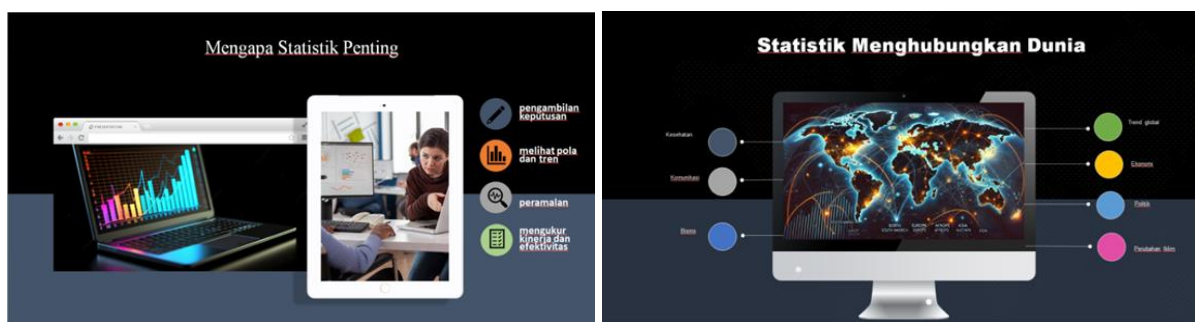 Mengapa Statistik Penting
pengambilan
keputusan
melihat pola
dan tren
peramalan
mengukur
kinerja dan
efektivitas
Statistik Menghubungkan Dunia
Kesehatan
Komunikasi
Bisnis
Trend global
Ekonomi
Politik
Perubahan Iklim